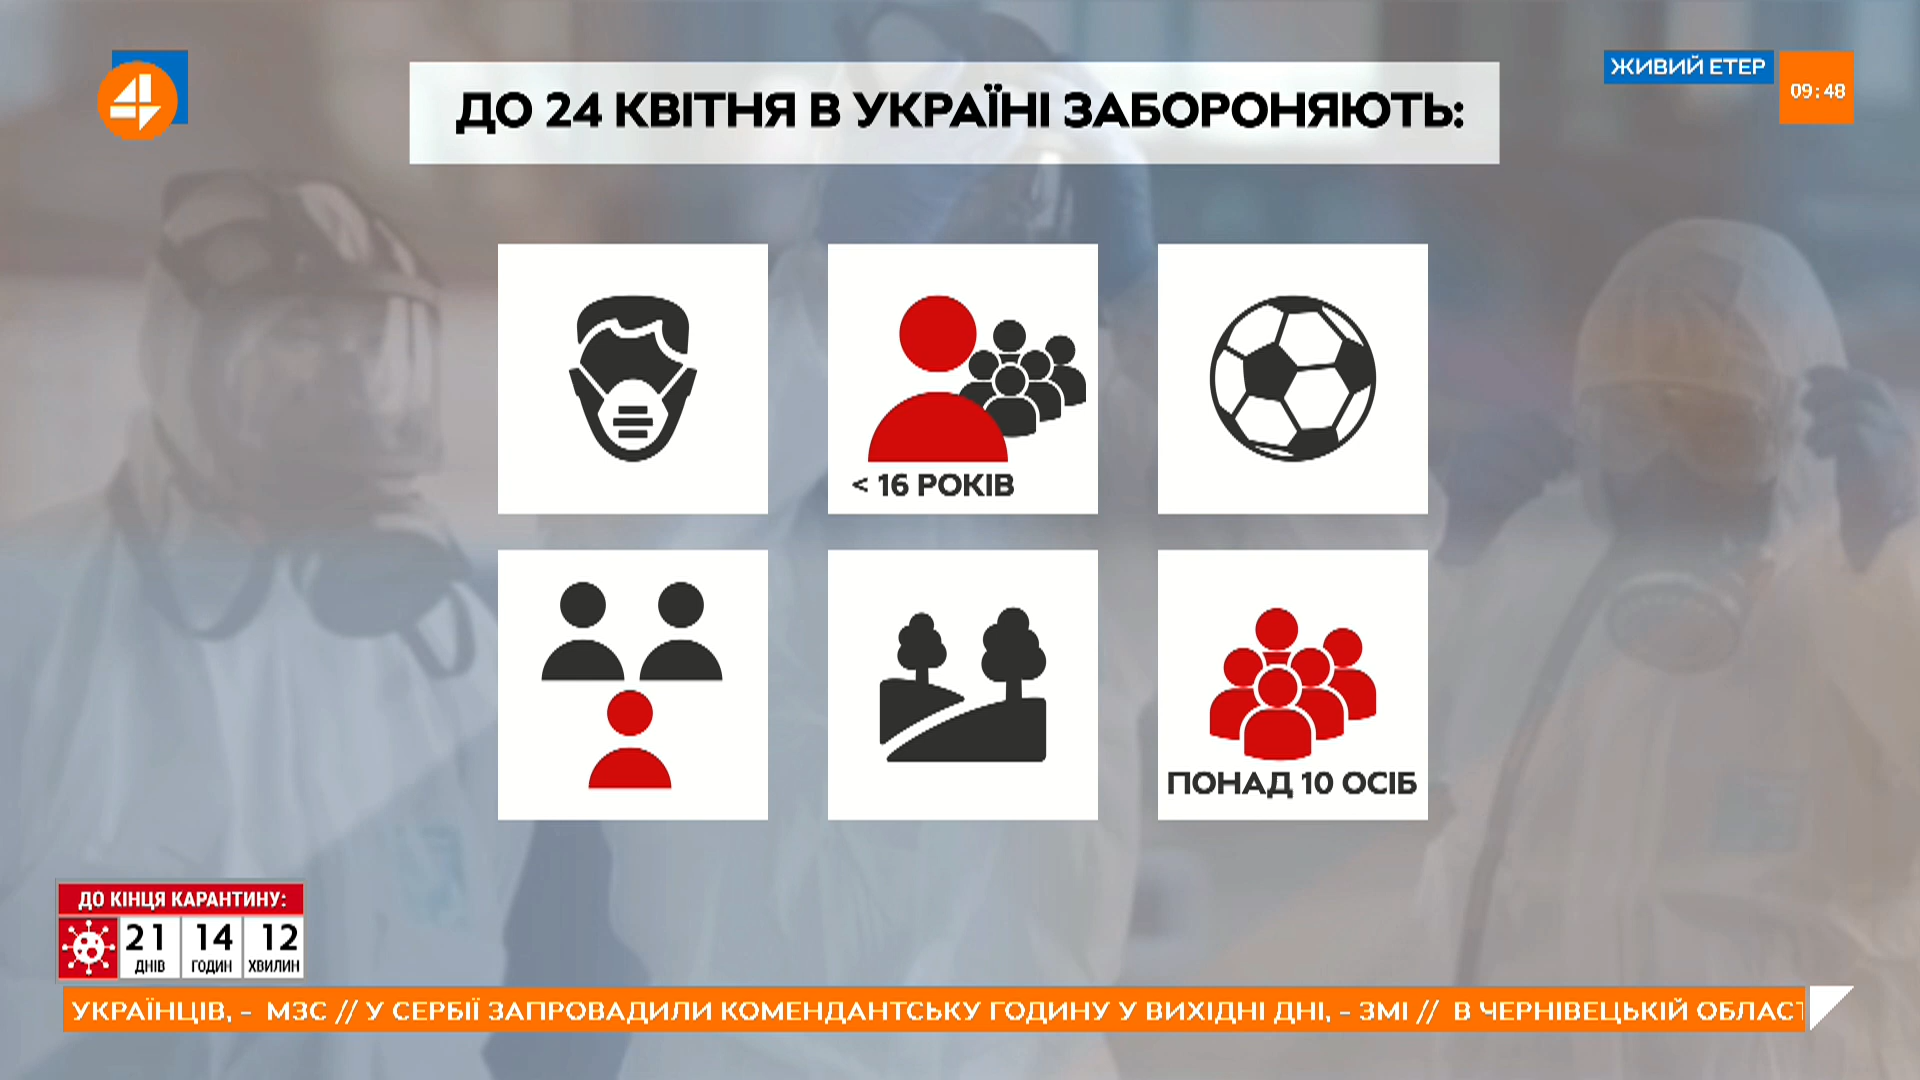 ДО 24 КВІТНЯ В УКРАЇНІ ЗАБОРОНЯЮТЬ:
ЖИВИЙ ЕТЕР
09:48
4
< 16 РОКІВ
ПОНАД 10 ОСІБ
ДО КІНЦЯ КАРАНТИНУ:
21 14 12
ДНІВ ГОДИН ХВИЛИН
УКРАЇНЦІВ, - МЗС // У СЕРБІЇ ЗАПРОВАДИЛИ КОМЕНДАНТСЬКУ ГОДИНУ У ВИХІДНІ ДНІ, - ЗМІ // В ЧЕРНІВЕЦЬКІЙ ОБЛАСТ